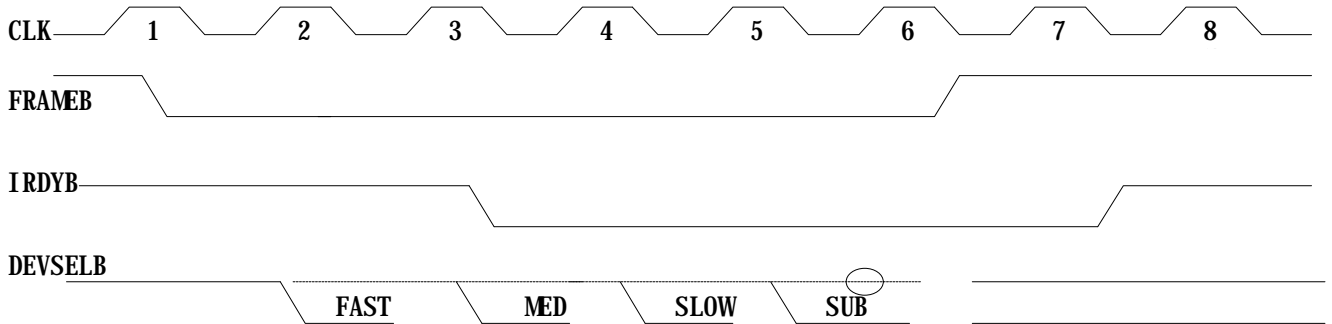 CLK 1 2 3 4 5 6 7 8
FRAMEB
IRDYB
DEVSELB
FAST MED SLOW SUB